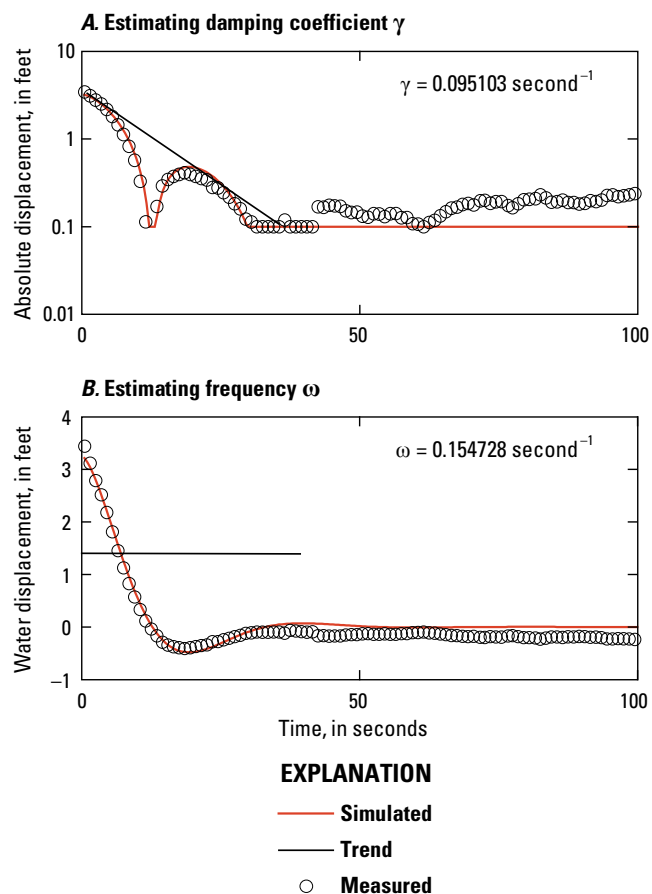 A. Estimating damping coefficient γ
10
1
0.1
0.01
Absolute displacement, in feet
γ = 0.095103 second⁻¹
0
50
100
B. Estimating frequency ω
4
3
2
1
0
−1
Water displacement, in feet
ω = 0.154728 second⁻¹
0
50
100
Time, in seconds
EXPLANATION
Simulated
Trend
Measured